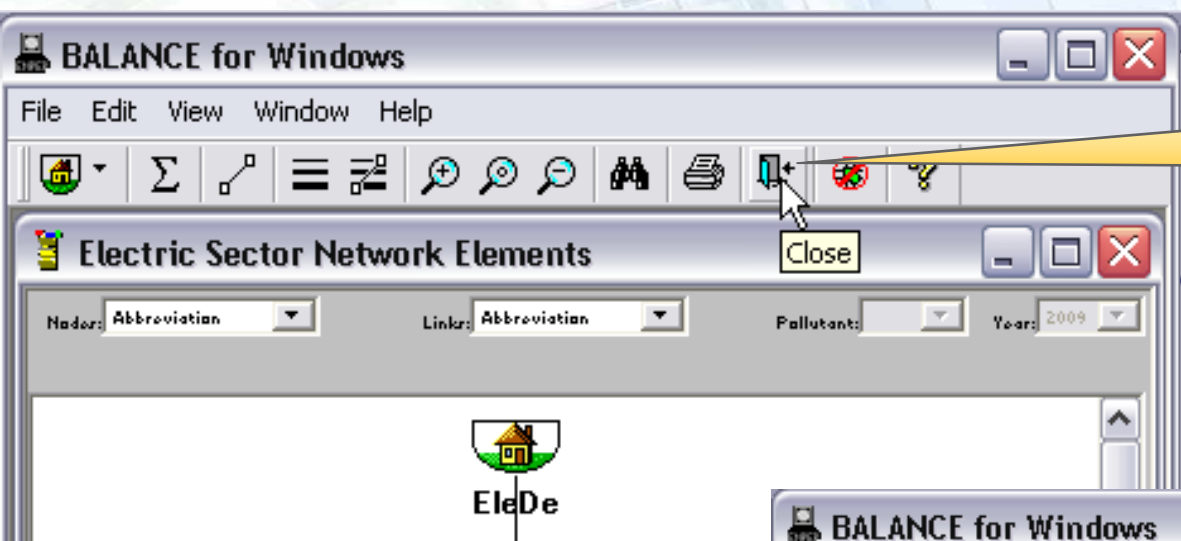 BALANCE for Windows
File Edit View Window Help
Close
Electric Sector Network Elements
Nodes: Abbreviation Links: Abbreviation Pollutant: Year: 2009
EleDe
BALANCE for Windows